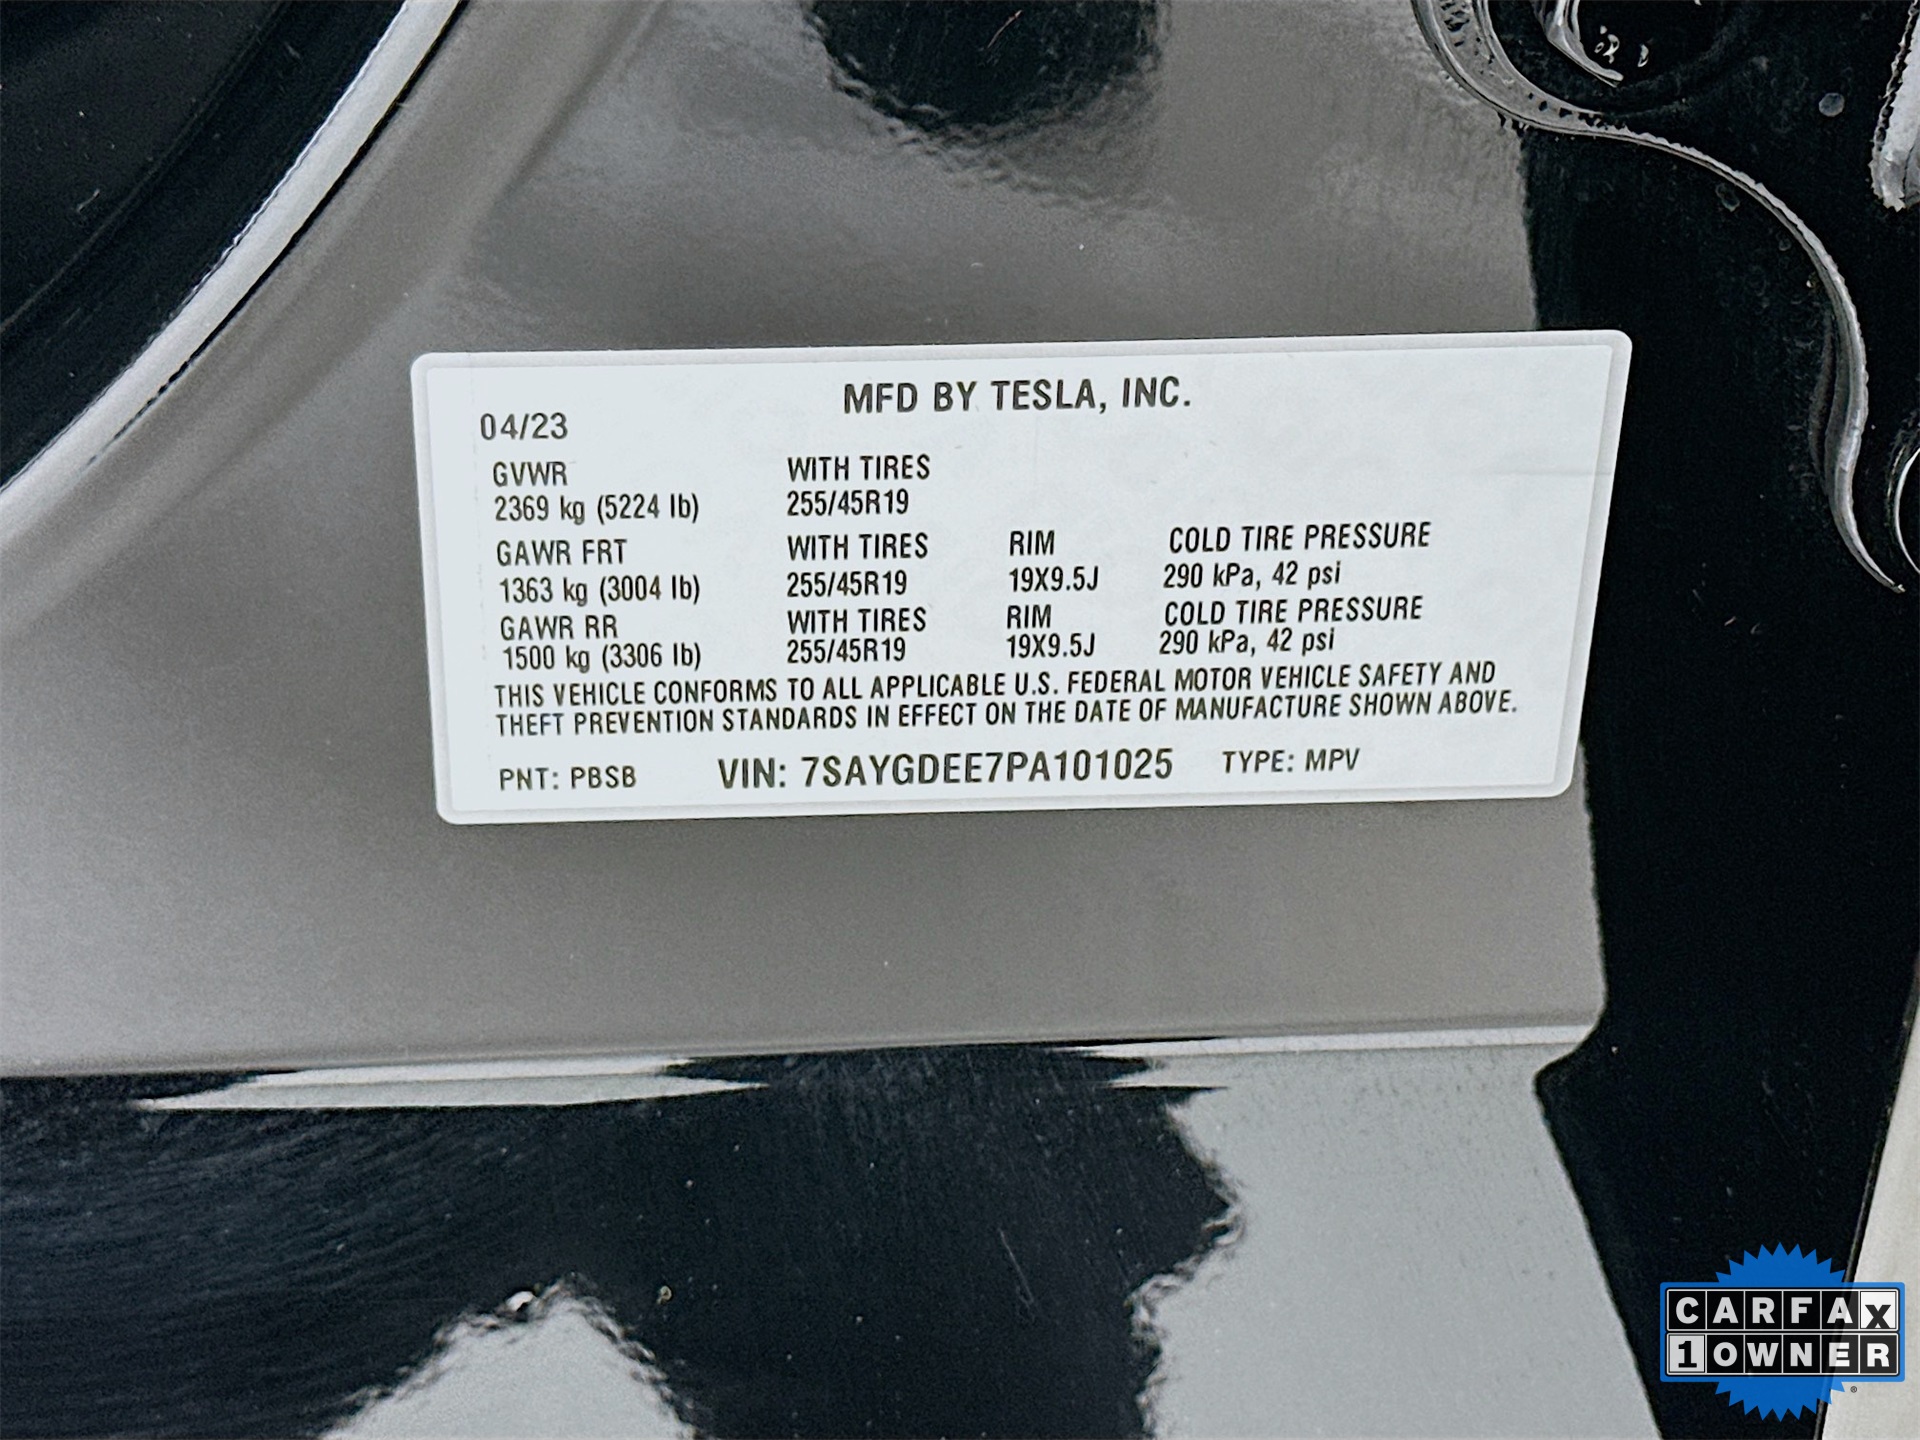 MFD BY TESLA, INC.
04/23
GVWR WITH TIRES
2369 kg (5224 lb) 255/45R19
GAWR FRT WITH TIRES RIM COLD TIRE PRESSURE
1363 kg (3004 lb) 255/45R19 19X9.5J 290 kPa, 42 psi
GAWR RR WITH TIRES RIM COLD TIRE PRESSURE
1500 kg (3306 lb) 255/45R19 19X9.5J 290 kPa, 42 psi
THIS VEHICLE CONFORMS TO ALL APPLICABLE U.S. FEDERAL MOTOR VEHICLE SAFETY AND
THEFT PREVENTION STANDARDS IN EFFECT ON THE DATE OF MANUFACTURE SHOWN ABOVE.
PNT: PBSB VIN: 7SAYGDEE7PA101025 TYPE: MPV
CARFAX
1 OWNER
®